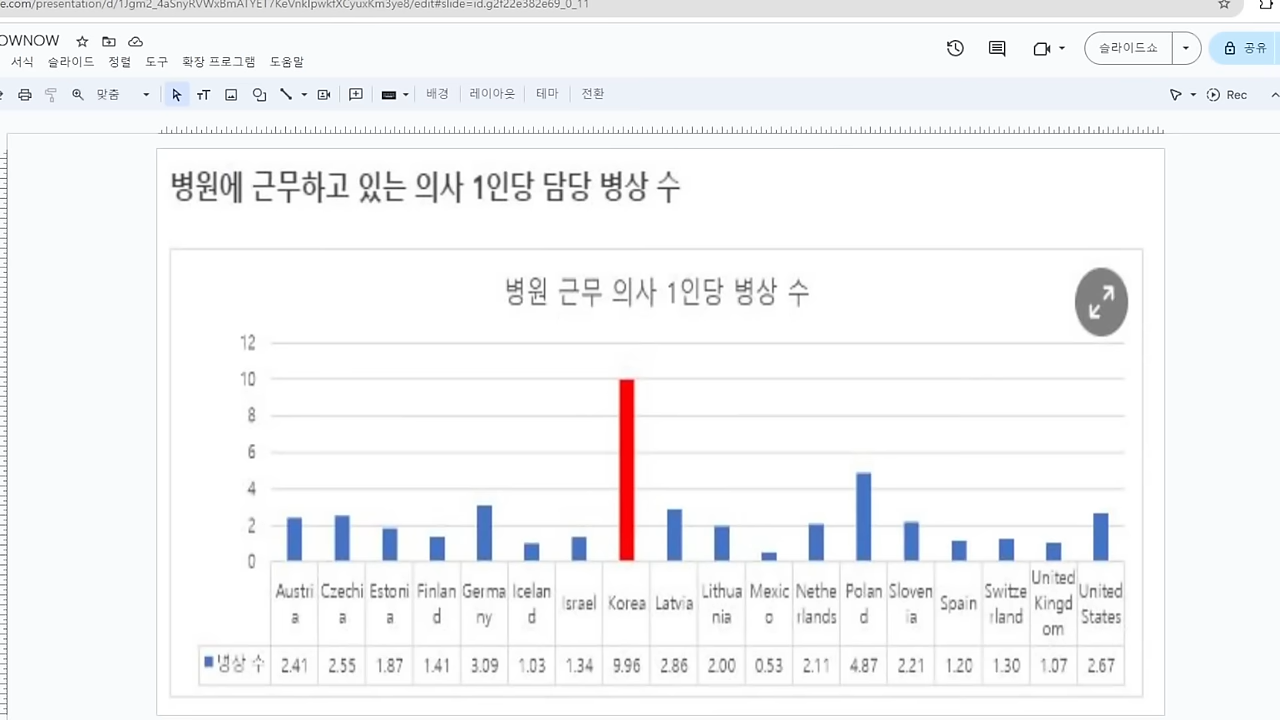 e.com/presentation/d/1Jgm2_4aSnyRVWxBmATYET7KeVnkIpwktXCyuxKm3ye8/edit#slide=id.g2f22e382e69_0_11
OWNOW
서식 슬라이드 정렬 도구 확장 프로그램 도움말
슬라이드쇼
공유
맞춤
배경 레이아웃 테마 전환
Rec
병원에 근무하고 있는 의사 1인당 담당 병상 수
병원 근무 의사 1인당 병상 수
12
10
8
6
4
2
0
Austria Czechia Estonia Finland Germany Iceland Israel Korea Latvia Lithuania Mexico Netherlands Poland Slovenia Spain Switzerland United Kingdom United States
병상 수 2.41 2.55 1.87 1.41 3.09 1.03 1.34 9.96 2.86 2.00 0.53 2.11 4.87 2.21 1.20 1.30 1.07 2.67